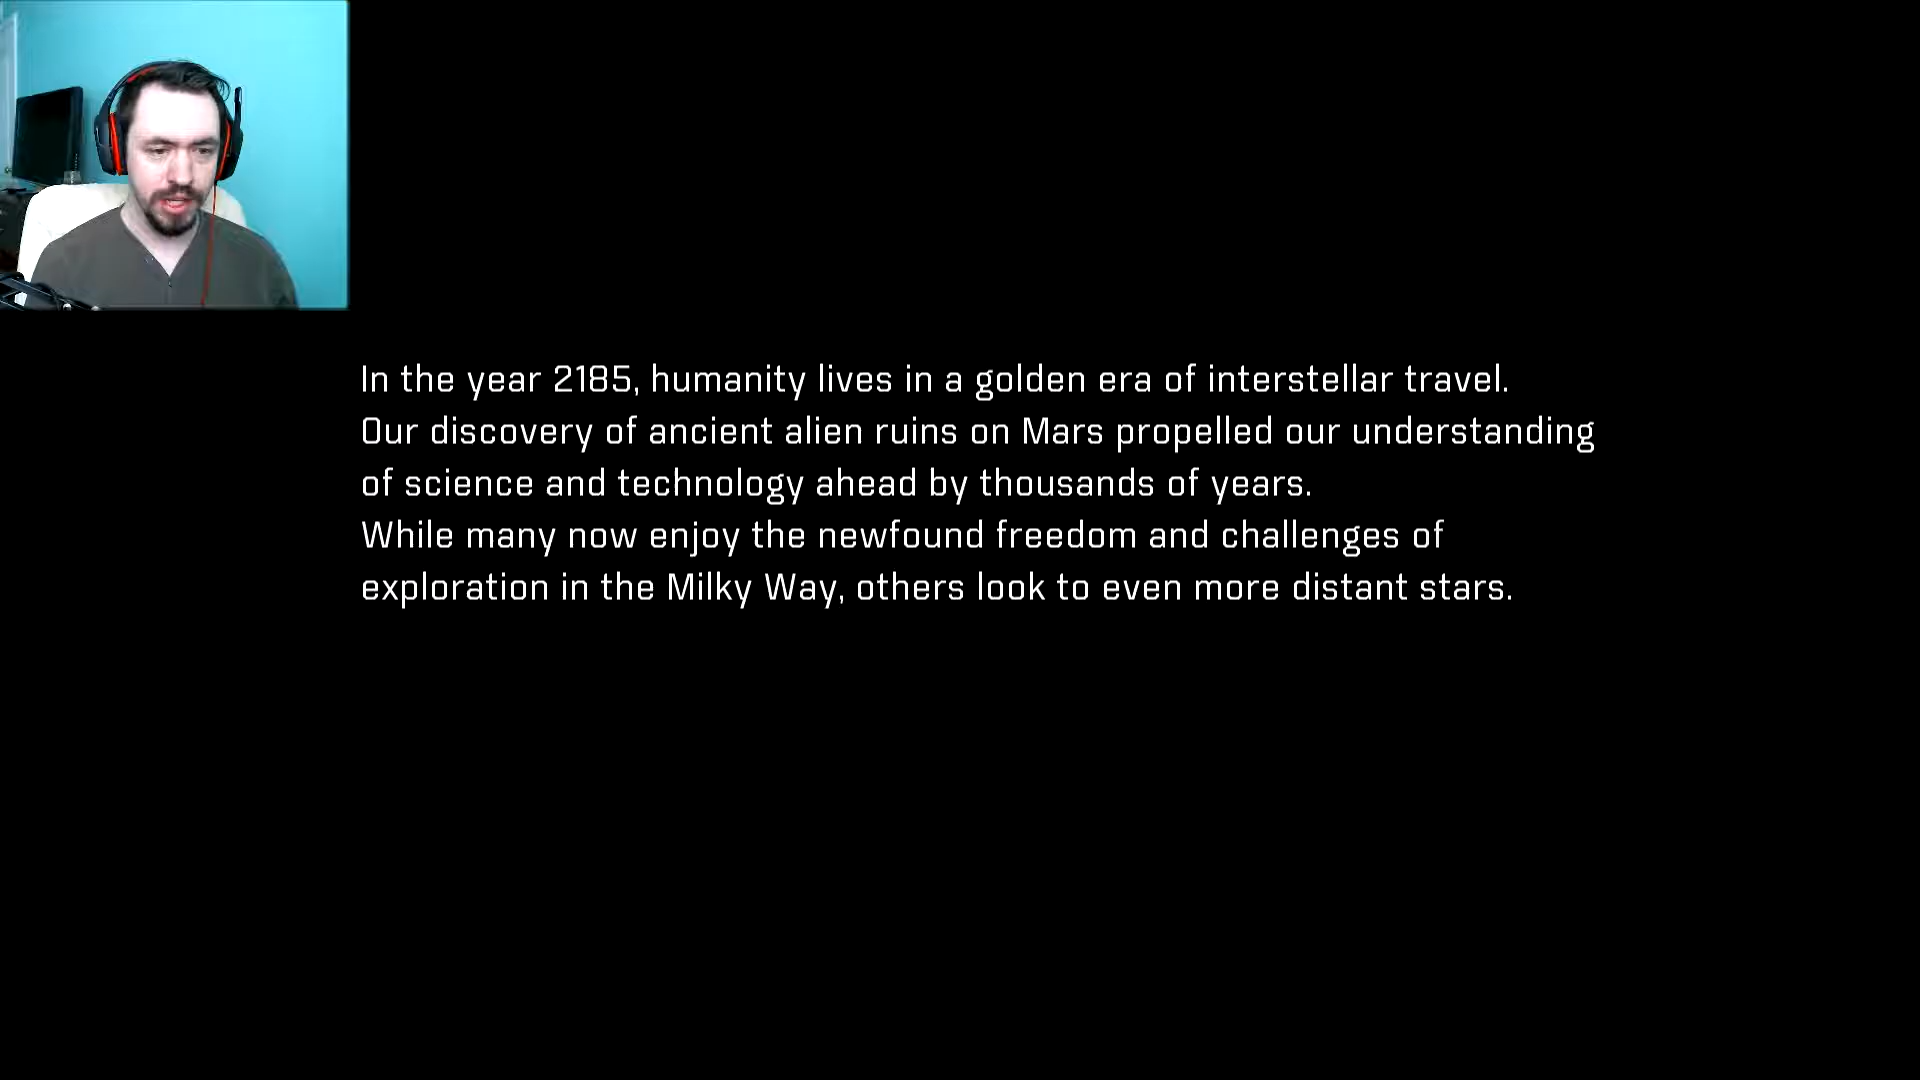 In the year 2185, humanity lives in a golden era of interstellar travel.
Our discovery of ancient alien ruins on Mars propelled our understanding
of science and technology ahead by thousands of years.
While many now enjoy the newfound freedom and challenges of
exploration in the Milky Way, others look to even more distant stars.